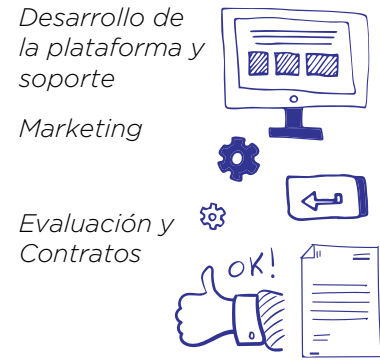 Desarrollo de
la plataforma y
soporte
Marketing
Evaluación y
Contratos
OK!